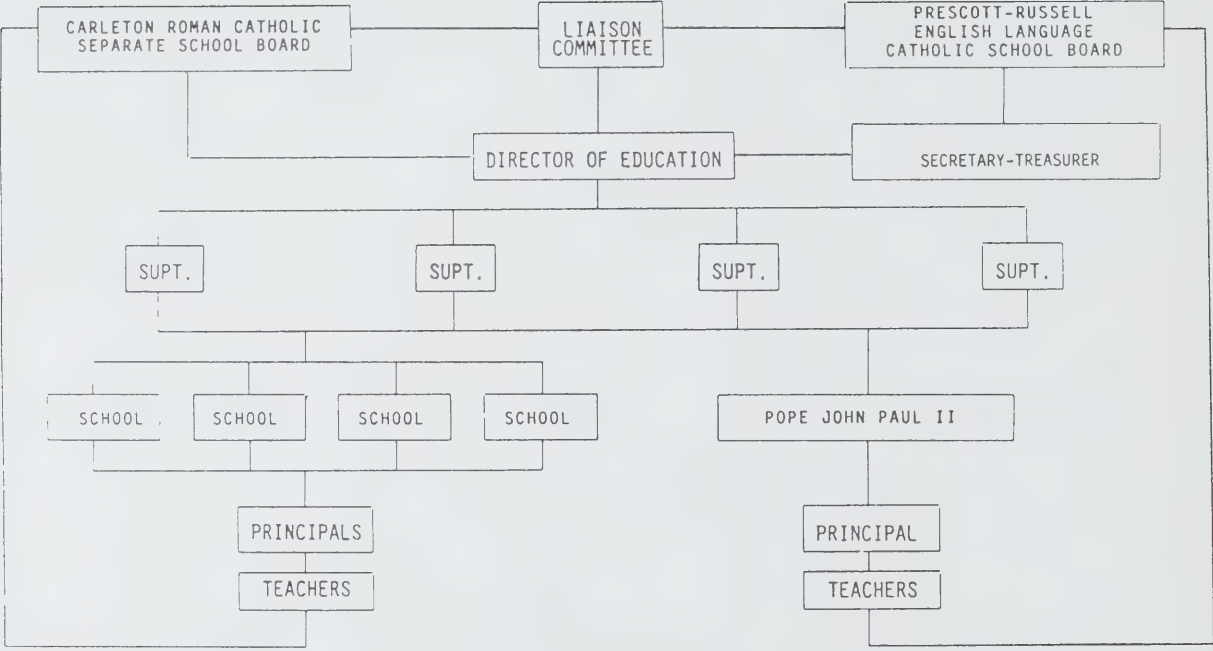 CARLETON ROMAN CATHOLIC
SEPARATE SCHOOL BOARD
LIAISON
COMMITTEE
PRESCOTT-RUSSELL
ENGLISH LANGUAGE
CATHOLIC SCHOOL BOARD
DIRECTOR OF EDUCATION
SECRETARY-TREASURER
SUPT.
SUPT.
SUPT.
SUPT.
SCHOOL
SCHOOL
SCHOOL
SCHOOL
POPE JOHN PAUL II
PRINCIPALS
PRINCIPAL
TEACHERS
TEACHERS